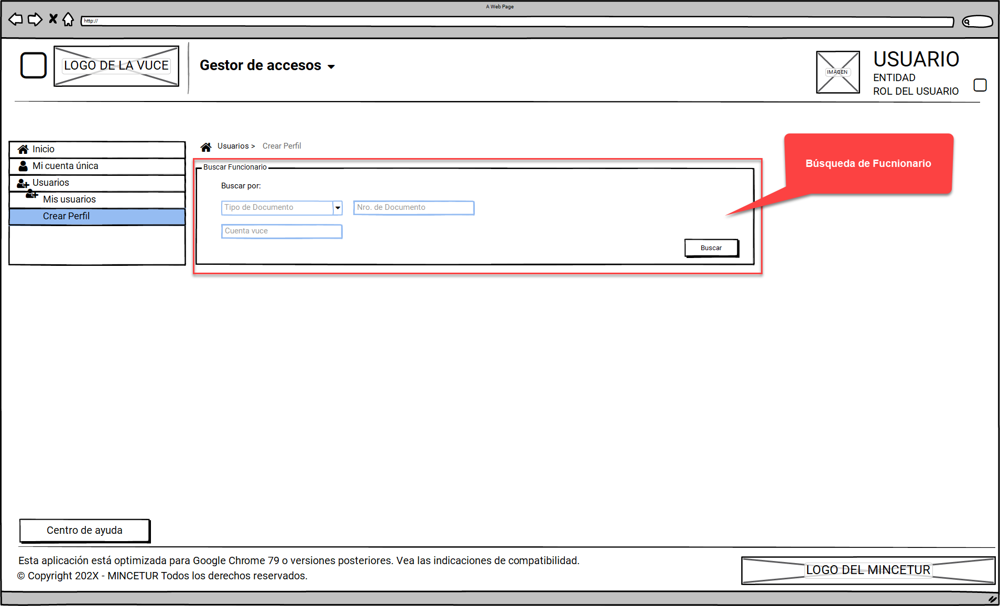 A Web Page
http://
LOGO DE LA VUCE
Gestor de accesos
IMAGEN
USUARIO
ENTIDAD
ROL DEL USUARIO
Inicio
Mi cuenta única
Usuarios
Mis usuarios
Crear Perfil
Usuarios > Crear Perfil
Búsqueda de Fucnionario
Buscar Funcionario
Buscar por:
Tipo de Documento
Nro. de Documento
Cuenta vuce
Buscar
Centro de ayuda
Esta aplicación está optimizada para Google Chrome 79 o versiones posteriores. Vea las indicaciones de compatibilidad.
© Copyright 202X - MINCETUR Todos los derechos reservados.
LOGO DEL MINCETUR